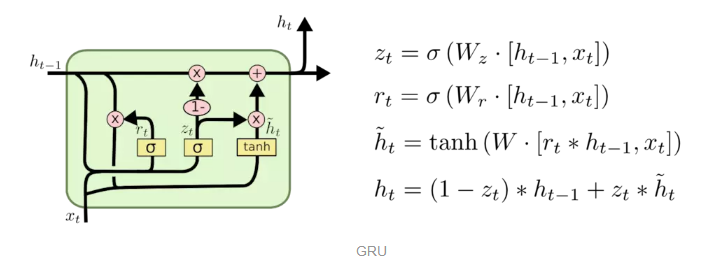 h_t
h_{t-1}
x
+
1-
x
x
r_t
z_t
h̃_t
σ
σ
tanh
x_t
z_t = σ (W_z · [h_{t-1}, x_t])
r_t = σ (W_r · [h_{t-1}, x_t])
h̃_t = tanh (W · [r_t * h_{t-1}, x_t])
h_t = (1 − z_t) * h_{t-1} + z_t * h̃_t
GRU